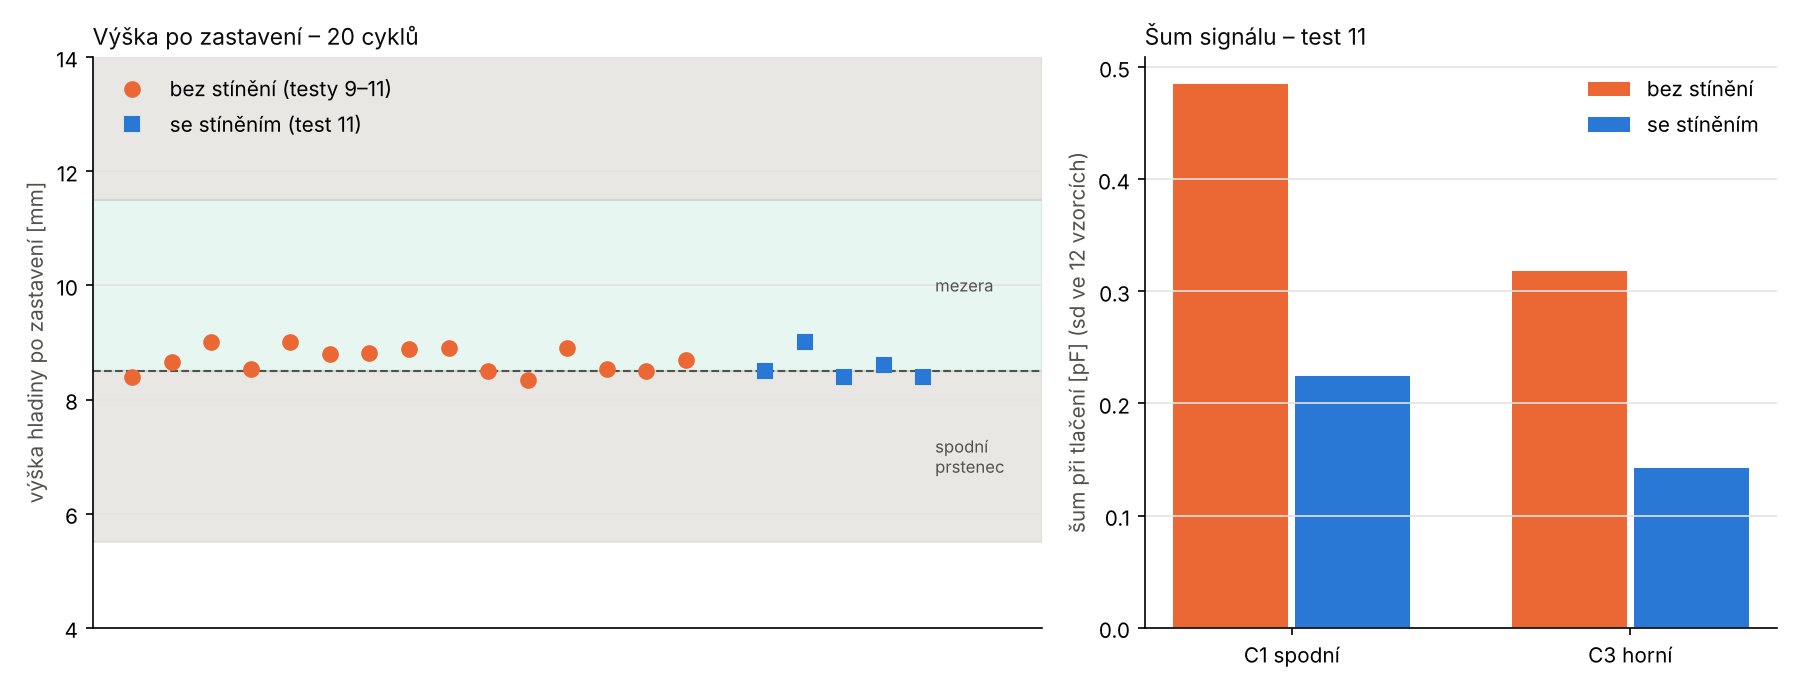 Výška po zastavení – 20 cyklů
výška hladiny po zastavení [mm]
14
12
10
8
6
4
bez stínění (testy 9–11)
se stíněním (test 11)
mezera
spodní
prstenec
Šum signálu – test 11
šum při tlačení [pF] (sd ve 12 vzorcích)
0.5
0.4
0.3
0.2
0.1
0.0
bez stínění
se stíněním
C1 spodní
C3 horní